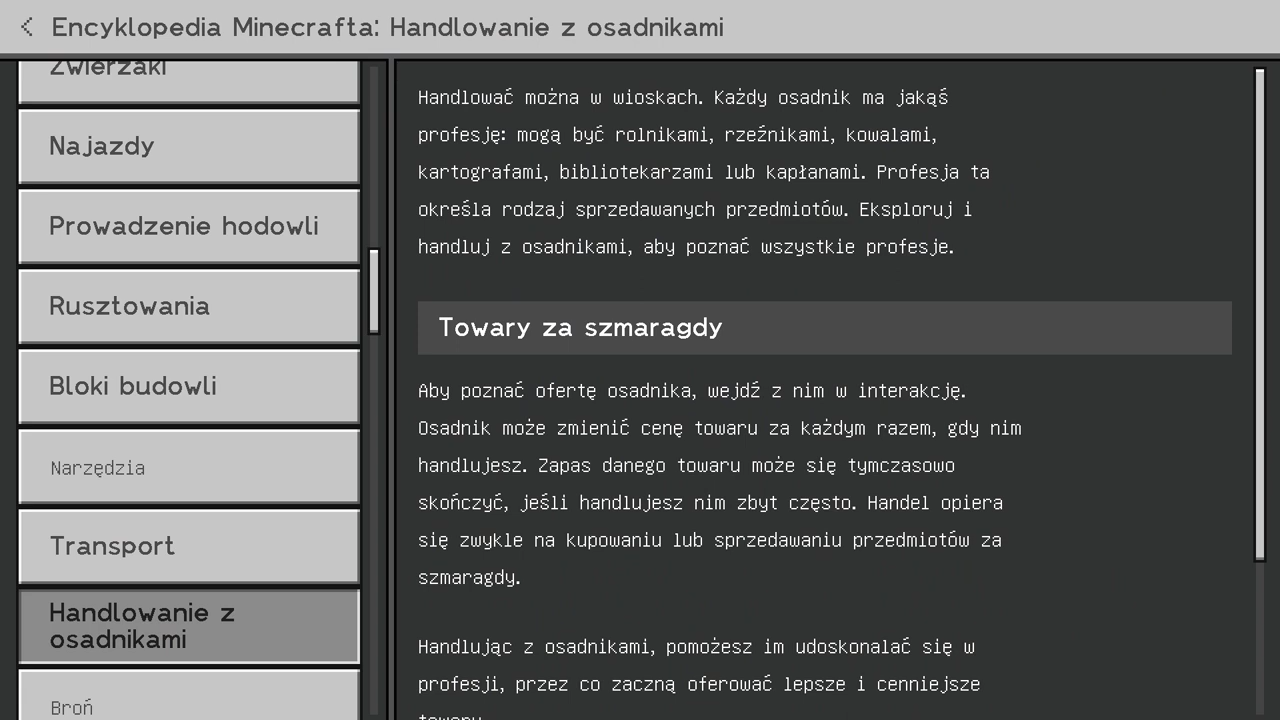 Encyklopedia Minecrafta: Handlowanie z osadnikami
Zwierzaki
Najazdy
Prowadzenie hodowli
Rusztowania
Bloki budowli
Narzędzia
Transport
Handlowanie z
osadnikami
Broń
Handlować można w wioskach. Każdy osadnik ma jakąś
profesję: mogą być rolnikami, rzeźnikami, kowalami,
kartografami, bibliotekarzami lub kapłanami. Profesja ta
określa rodzaj sprzedawanych przedmiotów. Eksploruj i
handluj z osadnikami, aby poznać wszystkie profesje.
Towary za szmaragdy
Aby poznać ofertę osadnika, wejdź z nim w interakcję.
Osadnik może zmienić cenę towaru za każdym razem, gdy nim
handlujesz. Zapas danego towaru może się tymczasowo
skończyć, jeśli handlujesz nim zbyt często. Handel opiera
się zwykle na kupowaniu lub sprzedawaniu przedmiotów za
szmaragdy.
Handlując z osadnikami, pomożesz im udoskonalać się w
profesji, przez co zaczną oferować lepsze i cenniejsze
towary.